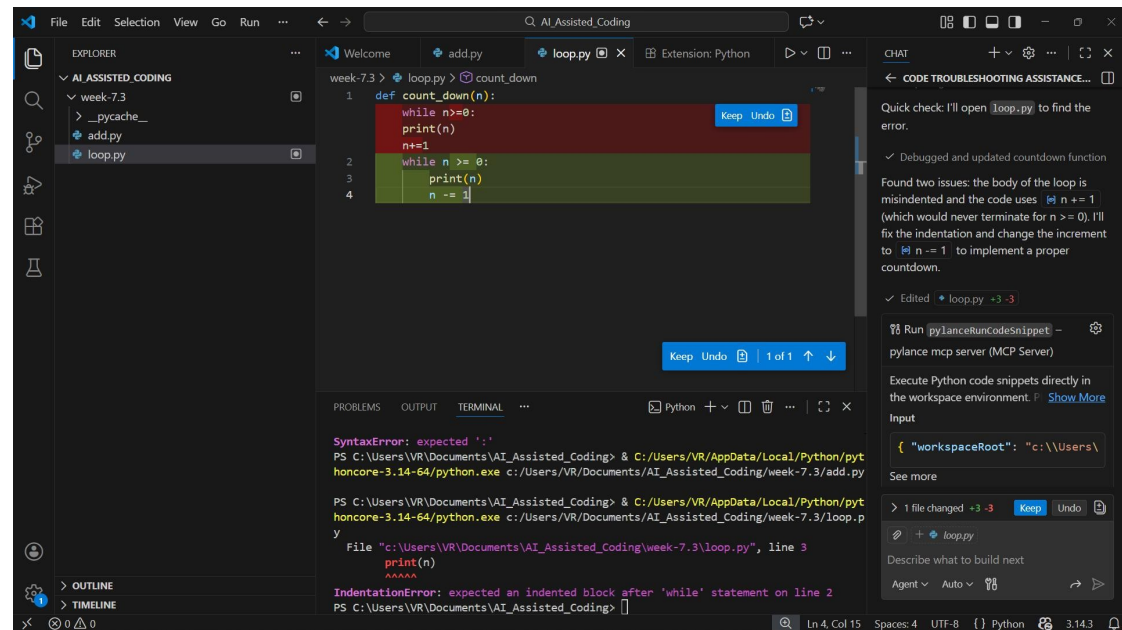 File Edit Selection View Go Run ···
AI_Assisted_Coding
EXPLORER ···
AI_ASSISTED_CODING
week-7.3
__pycache__
add.py
loop.py
OUTLINE
TIMELINE
Welcome add.py loop.py Extension: Python ···
week-7.3 > loop.py > count_down
1 def count_down(n):
while n>=0:
print(n)
n+=1
2 while n >= 0:
3 print(n)
4 n -= 1
Keep Undo
Keep Undo 1 of 1
PROBLEMS OUTPUT TERMINAL ··· Python ···
SyntaxError: expected ':'
PS C:\Users\VR\Documents\AI_Assisted_Coding> & C:/Users/VR/AppData/Local/Python/pyt
honcore-3.14-64/python.exe c:/Users/VR/Documents/AI_Assisted_Coding/week-7.3/add.py
PS C:\Users\VR\Documents\AI_Assisted_Coding> & C:/Users/VR/AppData/Local/Python/pyt
honcore-3.14-64/python.exe c:/Users/VR/Documents/AI_Assisted_Coding/week-7.3/loop.p
y
File "c:\Users\VR\Documents\AI_Assisted_Coding\week-7.3\loop.py", line 3
print(n)
^^^^^
IndentationError: expected an indented block after 'while' statement on line 2
PS C:\Users\VR\Documents\AI_Assisted_Coding>
CHAT ···
CODE TROUBLESHOOTING ASSISTANCE...
Quick check: I'll open loop.py to find the
error.
Debugged and updated countdown function
Found two issues: the body of the loop is
misindented and the code uses n += 1
(which would never terminate for n >= 0). I'll
fix the indentation and change the increment
to n -= 1 to implement a proper
countdown.
Edited loop.py +3 -3
Run pylanceRunCodeSnippet –
pylance mcp server (MCP Server)
Execute Python code snippets directly in
the workspace environment. P Show More
Input
{ "workspaceRoot": "c:\\Users\
See more
1 file changed +3 -3 Keep Undo
loop.py
Describe what to build next
Agent Auto
1
0 0 Ln 4, Col 15 Spaces: 4 UTF-8 {} Python 3.14.3